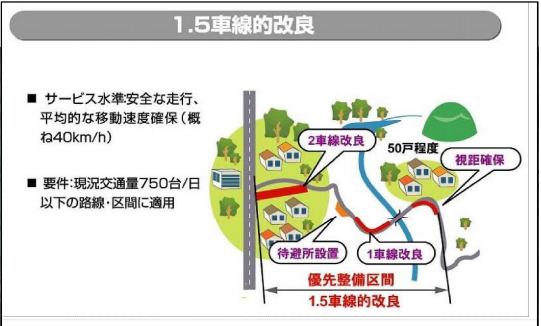 1.5車線的改良
■ サービス水準:安全な走行、
平均的な移動速度確保（概
ね40km/h）
■ 要件：現況交通量750台/日
以下の路線・区間に適用
2車線改良
50戸程度
視距確保
待避所設置
1車線改良
優先整備区間
1.5車線的改良